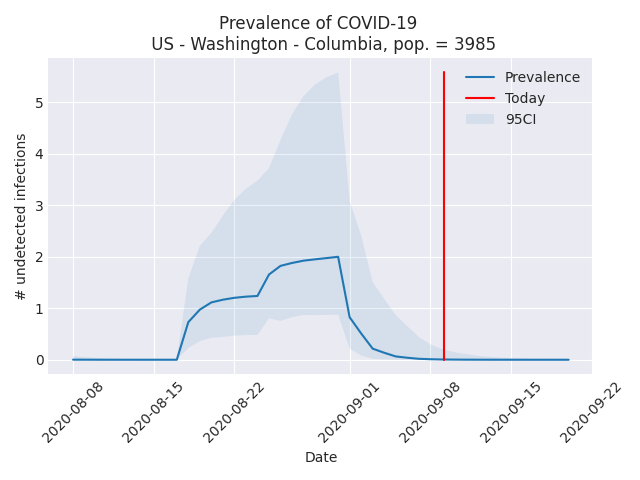 Prevalence of COVID-19
US - Washington - Columbia, pop. = 3985
# undetected infections
5
4
3
2
1
0
Prevalence
Today
95CI
2020-08-08
2020-08-15
2020-08-22
2020-09-01
2020-09-08
2020-09-15
2020-09-22
Date